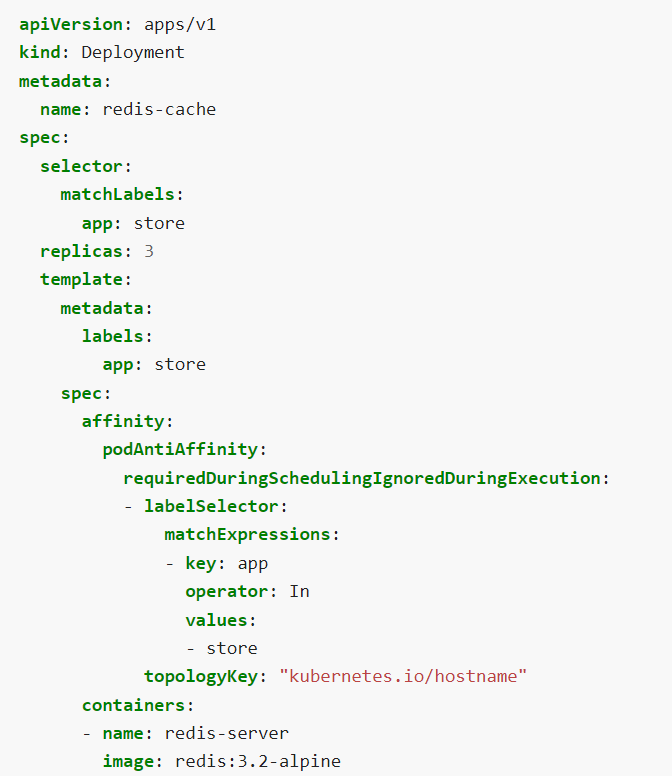 apiVersion: apps/v1
kind: Deployment
metadata:
  name: redis-cache
spec:
  selector:
    matchLabels:
      app: store
  replicas: 3
  template:
    metadata:
      labels:
        app: store
    spec:
      affinity:
        podAntiAffinity:
          requiredDuringSchedulingIgnoredDuringExecution:
          - labelSelector:
              matchExpressions:
              - key: app
                operator: In
                values:
                - store
            topologyKey: "kubernetes.io/hostname"
      containers:
      - name: redis-server
        image: redis:3.2-alpine